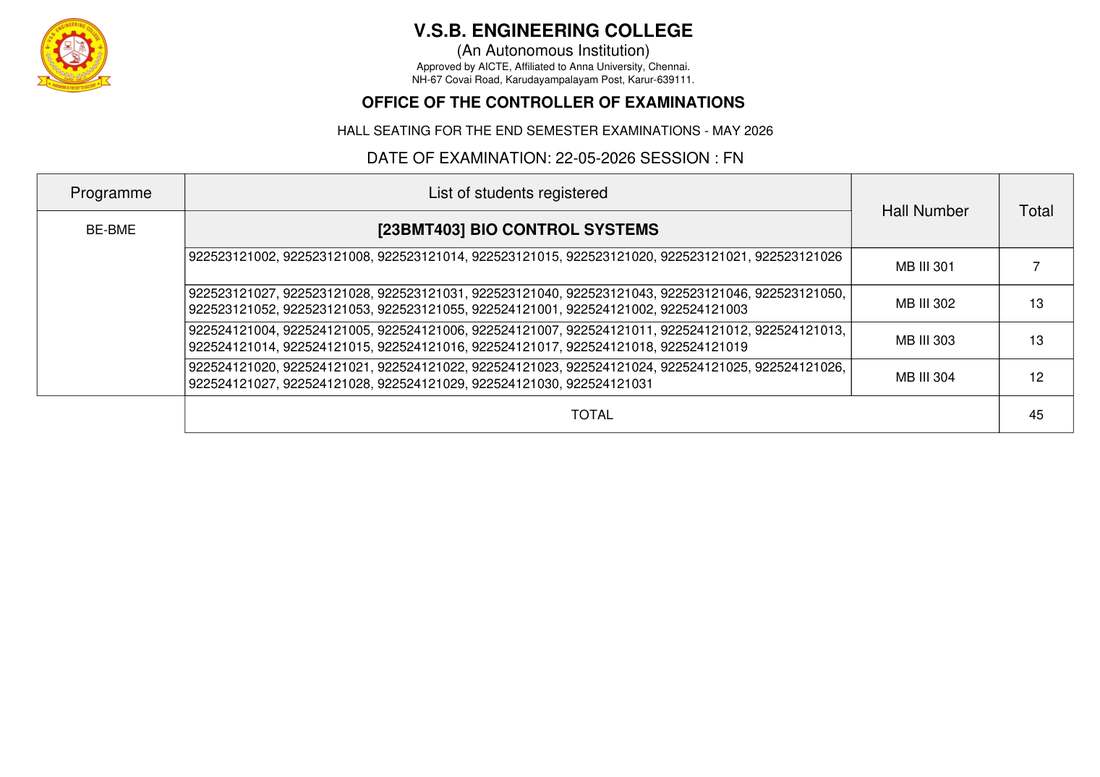 V.S.B. ENGINEERING COLLEGE
(An Autonomous Institution)
Approved by AICTE, Affiliated to Anna University, Chennai.
NH-67 Covai Road, Karudayampalayam Post, Karur-639111.
OFFICE OF THE CONTROLLER OF EXAMINATIONS
HALL SEATING FOR THE END SEMESTER EXAMINATIONS - MAY 2026
DATE OF EXAMINATION: 22-05-2026 SESSION : FN
Programme
List of students registered
Hall Number
Total
BE-BME
[23BMT403] BIO CONTROL SYSTEMS
922523121002, 922523121008, 922523121014, 922523121015, 922523121020, 922523121021, 922523121026
MB III 301
7
922523121027, 922523121028, 922523121031, 922523121040, 922523121043, 922523121046, 922523121050,
922523121052, 922523121053, 922523121055, 922524121001, 922524121002, 922524121003
MB III 302
13
922524121004, 922524121005, 922524121006, 922524121007, 922524121011, 922524121012, 922524121013,
922524121014, 922524121015, 922524121016, 922524121017, 922524121018, 922524121019
MB III 303
13
922524121020, 922524121021, 922524121022, 922524121023, 922524121024, 922524121025, 922524121026,
922524121027, 922524121028, 922524121029, 922524121030, 922524121031
MB III 304
12
TOTAL
45